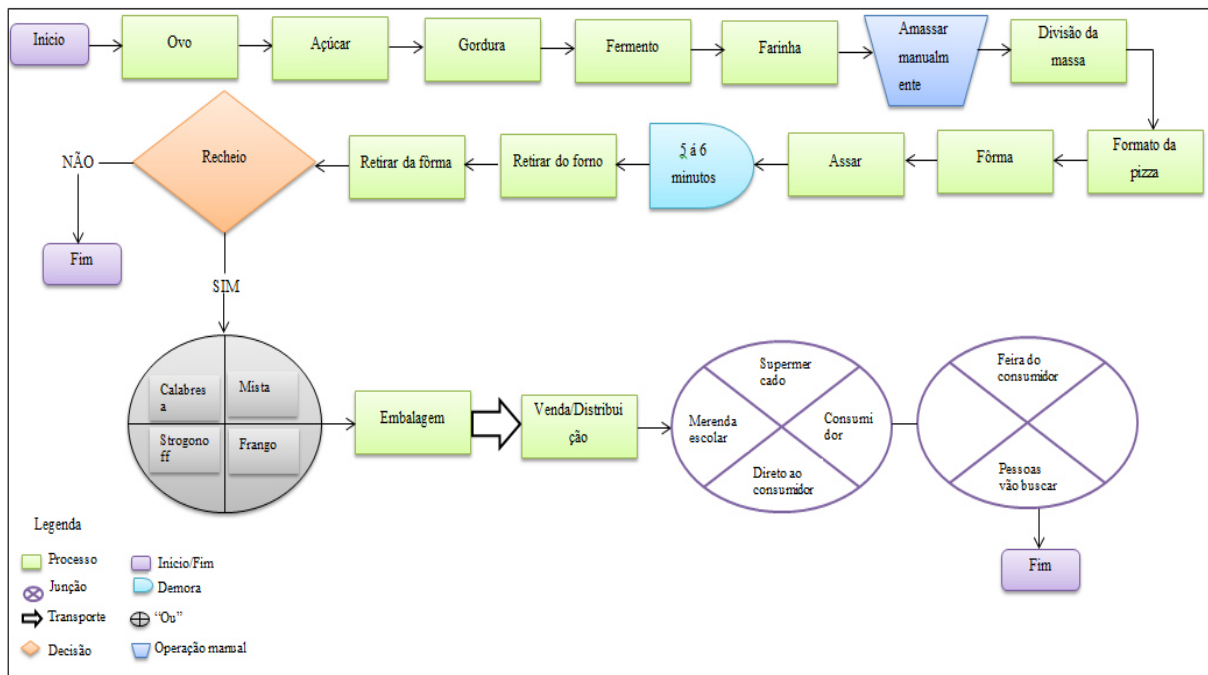 Início
Ovo
Açúcar
Gordura
Fermento
Farinha
Amassar
manualm
ente
Divisão da
massa
Formato da
pizza
Fôrma
Assar
5 á 6
minutos
Retirar do forno
Retirar da fôrma
Recheio
NÃO
Fim
SIM
Calabres
a
Mista
Strogono
ff
Frango
Embalagem
Venda/Distribui
ção
Supermer
cado
Merenda
escolar
Consumi
dor
Direto ao
consumidor
Feira do
consumidor
Pessoas
vão buscar
Fim
Legenda
Processo
Início/Fim
Junção
Demora
Transporte
“Ou”
Decisão
Operação manual